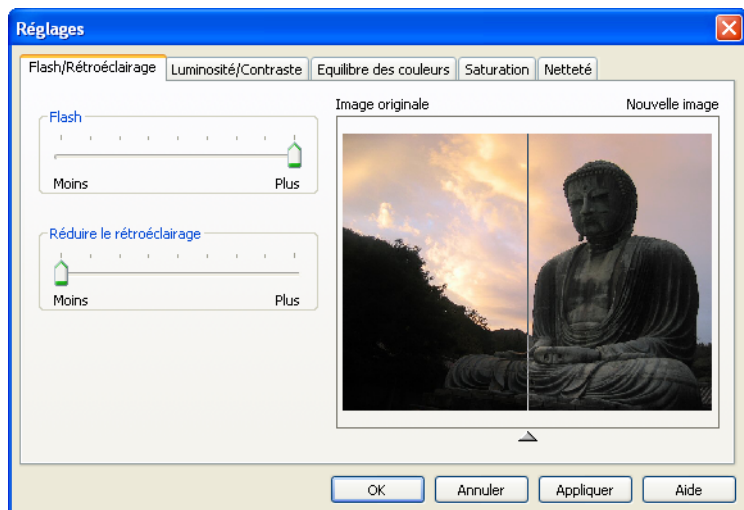 Réglages
Flash/Rétroéclairage Luminosité/Contraste Equilibre des couleurs Saturation Netteté
Flash
Moins Plus
Réduire le rétroéclairage
Moins Plus
Image originale Nouvelle image
OK Annuler Appliquer Aide